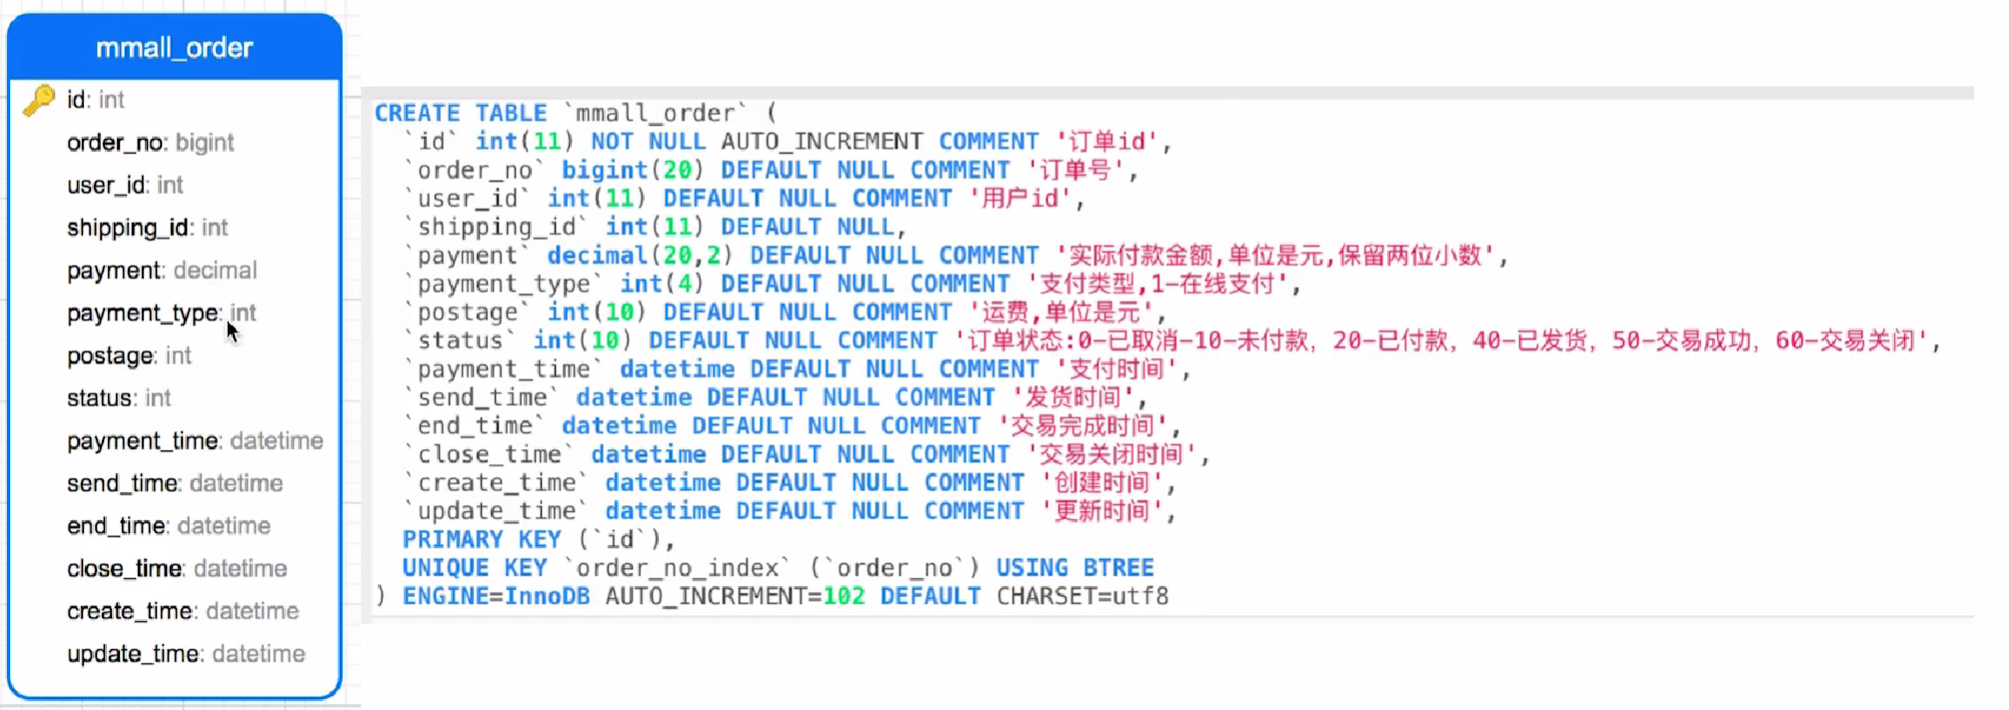 mmall_order
id: int
order_no: bigint
user_id: int
shipping_id: int
payment: decimal
payment_type: int
postage: int
status: int
payment_time: datetime
send_time: datetime
end_time: datetime
close_time: datetime
create_time: datetime
update_time: datetime
CREATE TABLE `mmall_order` (
`id` int(11) NOT NULL AUTO_INCREMENT COMMENT '订单id',
`order_no` bigint(20) DEFAULT NULL COMMENT '订单号',
`user_id` int(11) DEFAULT NULL COMMENT '用户id',
`shipping_id` int(11) DEFAULT NULL,
`payment` decimal(20,2) DEFAULT NULL COMMENT '实际付款金额,单位是元,保留两位小数',
`payment_type` int(4) DEFAULT NULL COMMENT '支付类型,1-在线支付',
`postage` int(10) DEFAULT NULL COMMENT '运费,单位是元',
`status` int(10) DEFAULT NULL COMMENT '订单状态:0-已取消-10-未付款，20-已付款，40-已发货，50-交易成功，60-交易关闭',
`payment_time` datetime DEFAULT NULL COMMENT '支付时间',
`send_time` datetime DEFAULT NULL COMMENT '发货时间',
`end_time` datetime DEFAULT NULL COMMENT '交易完成时间',
`close_time` datetime DEFAULT NULL COMMENT '交易关闭时间',
`create_time` datetime DEFAULT NULL COMMENT '创建时间',
`update_time` datetime DEFAULT NULL COMMENT '更新时间',
PRIMARY KEY (`id`),
UNIQUE KEY `order_no_index` (`order_no`) USING BTREE
) ENGINE=InnoDB AUTO_INCREMENT=102 DEFAULT CHARSET=utf8